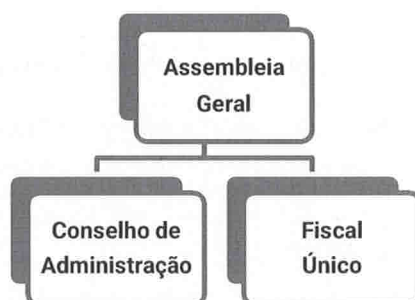 Assembleia
Geral
Conselho de
Administração
Fiscal
Único